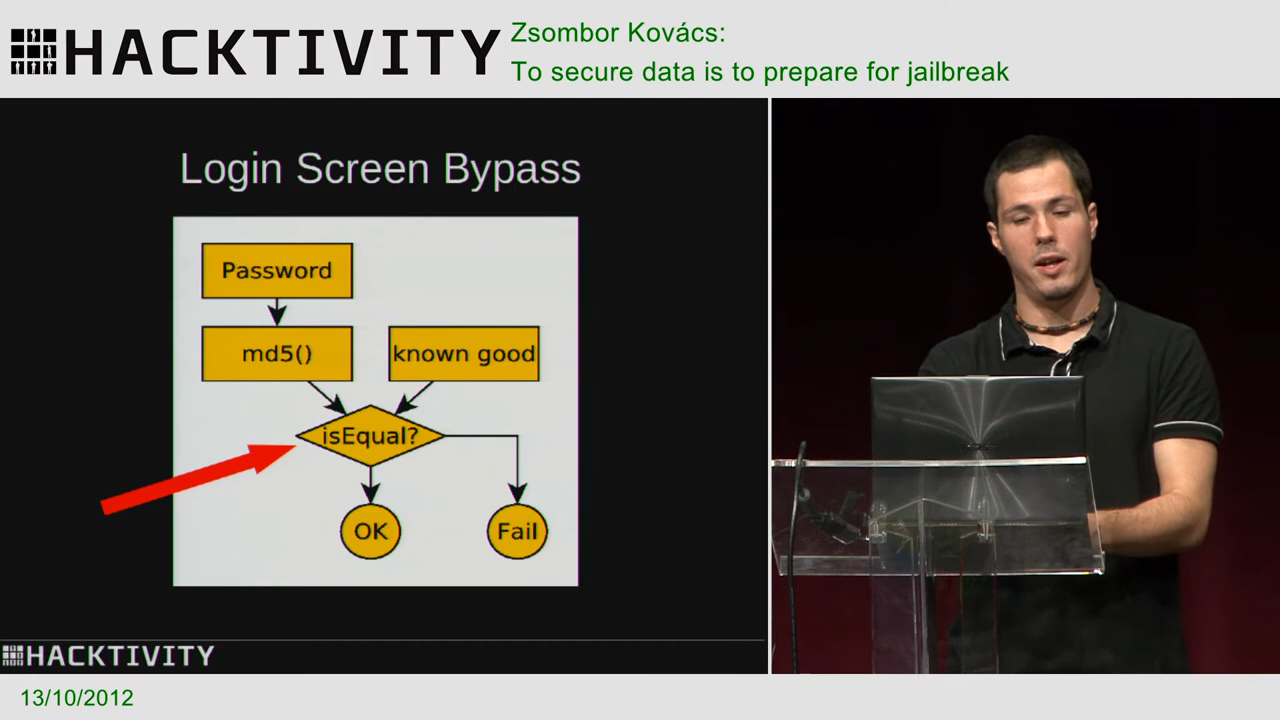 HACKTIVITY
Zsombor Kovács:
To secure data is to prepare for jailbreak
Login Screen Bypass
Password
md5()
known good
isEqual?
OK
Fail
HACKTIVITY
13/10/2012